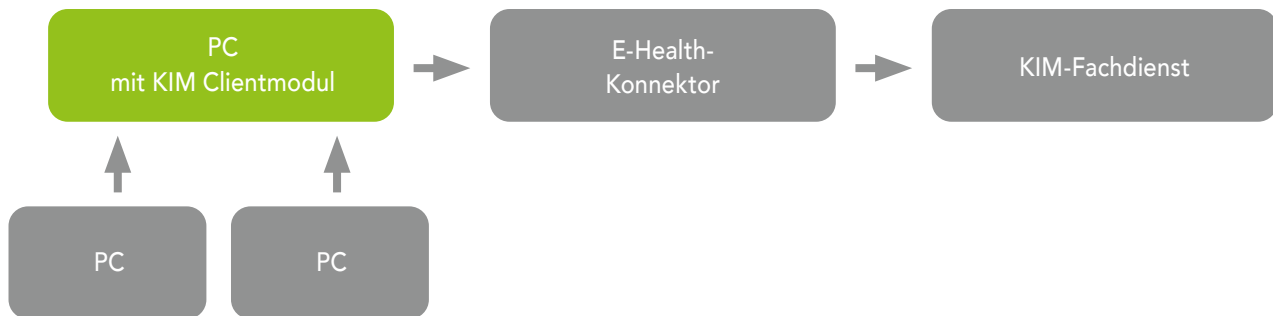 PC
mit KIM Clientmodul
E-Health-
Konnektor
KIM-Fachdienst
PC
PC